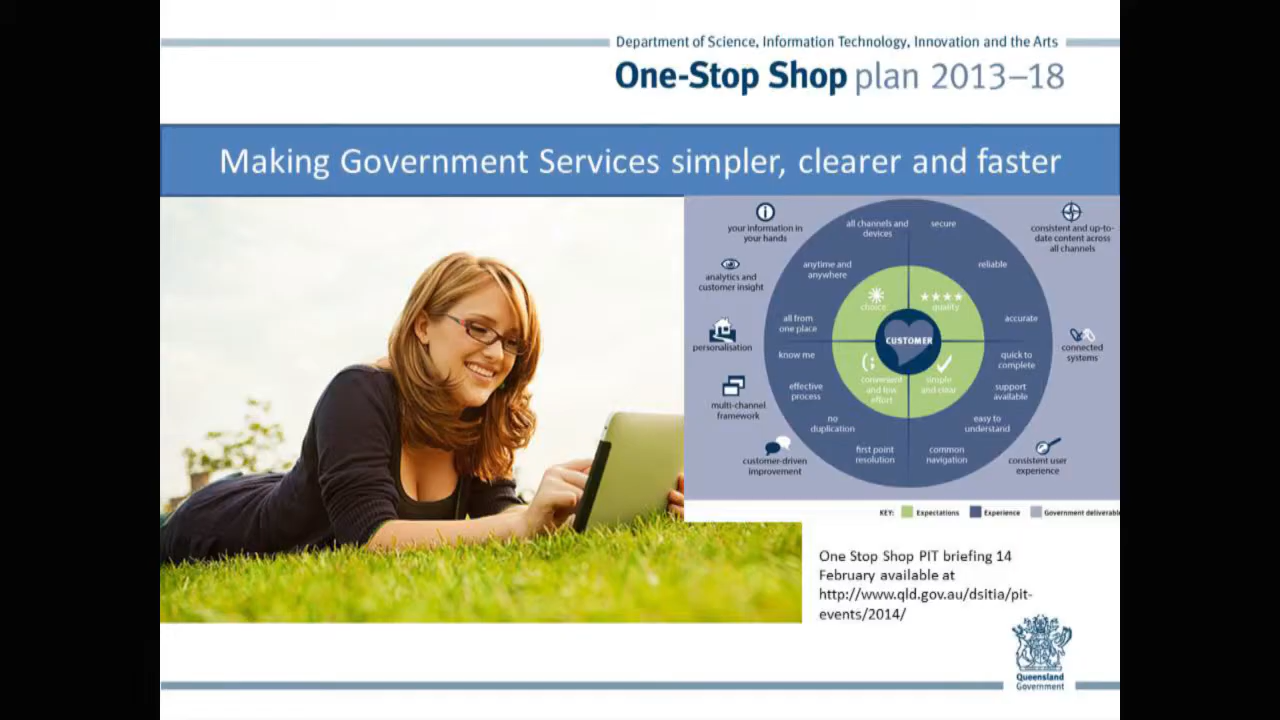 Department of Science, Information Technology, Innovation and the Arts
One-Stop Shop plan 2013–18
Making Government Services simpler, clearer and faster
your information in
your hands
analytics and
customer insight
personalisation
multi-channel
framework
customer-driven
improvement
all channels and
devices
anytime and
anywhere
all from
one place
know me
effective
process
no
duplication
first point
resolution
secure
reliable
accurate
quick to
complete
support
available
easy to
understand
common
navigation
choice
quality
CUSTOMER
convenient
and low
effort
simple
and clear
consistent and up-to-
date content across
all channels
connected
systems
consistent user
experience
KEY:
Expectations
Experience
Government deliverabl
One Stop Shop PIT briefing 14
February available at
http://www.qld.gov.au/dsitia/pit-
events/2014/
Queensland
Government